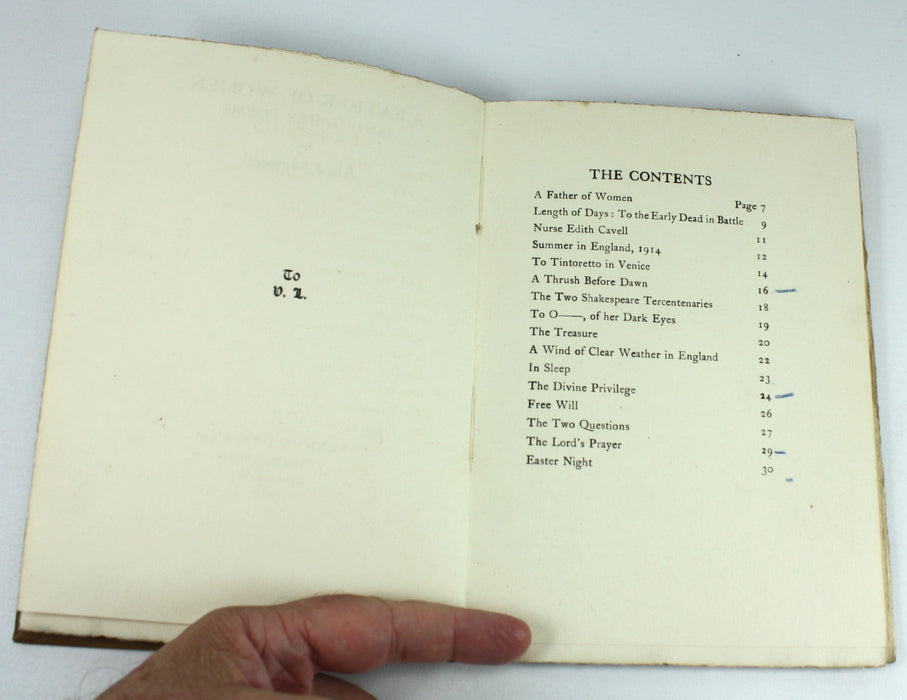 To
V. L.
THE CONTENTS
A Father of Women Page 7
Length of Days: To the Early Dead in Battle 9
Nurse Edith Cavell 11
Summer in England, 1914 12
To Tintoretto in Venice 14
A Thrush Before Dawn 16
The Two Shakespeare Tercentenaries 18
To O——, of her Dark Eyes 19
The Treasure 20
A Wind of Clear Weather in England 22
In Sleep 23
The Divine Privilege 24
Free Will 26
The Two Questions 27
The Lord's Prayer 29
Easter Night 30